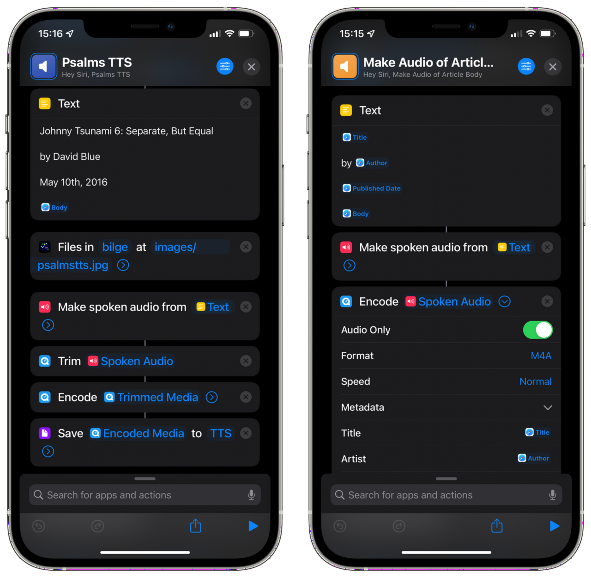 15:16
Psalms TTS
Hey Siri, Psalms TTS
Text
Johnny Tsunami 6: Separate, But Equal
by David Blue
May 10th, 2016
Body
Files in bilge at images/
psalmstts.jpg
Make spoken audio from Text
Trim Spoken Audio
Encode Trimmed Media
Save Encoded Media to TTS
Search for apps and actions
15:15
Make Audio of Articl...
Hey Siri, Make Audio of Article Body
Text
Title
by Author
Published Date
Body
Make spoken audio from Text
Encode Spoken Audio
Audio Only
Format M4A
Speed Normal
Metadata
Title Title
Artist Author
Search for apps and actions